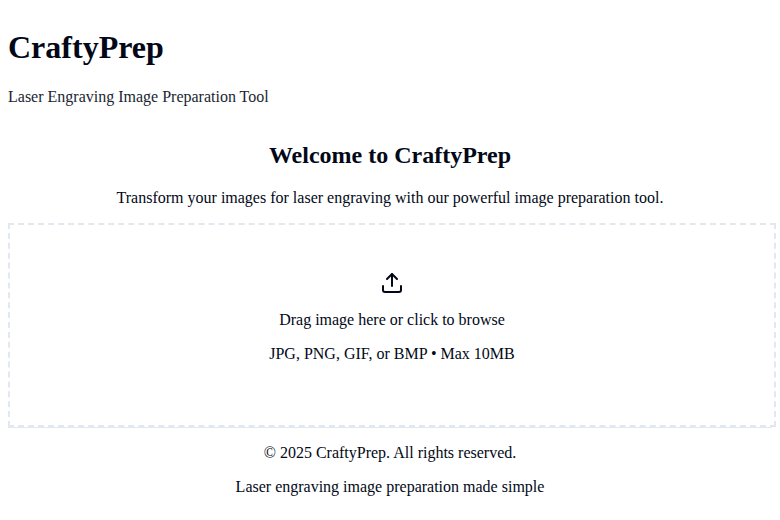 CraftyPrep
Laser Engraving Image Preparation Tool
Welcome to CraftyPrep
Transform your images for laser engraving with our powerful image preparation tool.
Drag image here or click to browse
JPG, PNG, GIF, or BMP • Max 10MB
© 2025 CraftyPrep. All rights reserved.
Laser engraving image preparation made simple